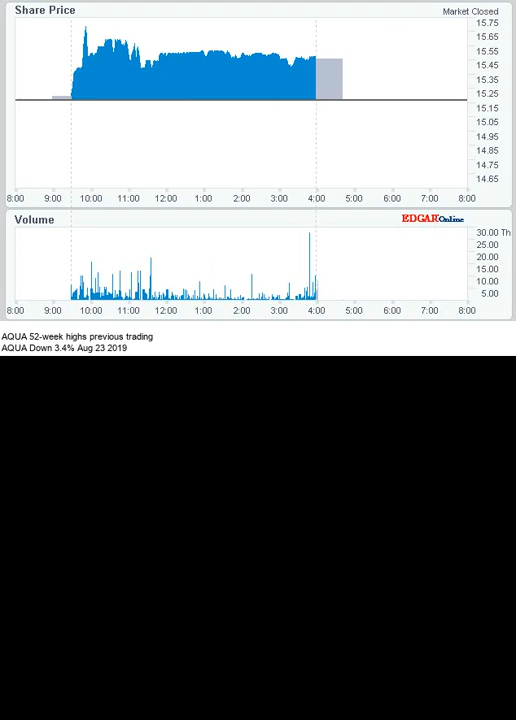 Share Price Market Closed
15.75
15.65
15.55
15.45
15.35
15.25
15.15
15.05
14.95
14.85
14.75
14.65
8:00 9:00 10:00 11:00 12:00 1:00 2:00 3:00 4:00 5:00 6:00 7:00 8:00
Volume EDGAROnline
30.00 Th
25.00
20.00
15.00
10.00
5.00
8:00 9:00 10:00 11:00 12:00 1:00 2:00 3:00 4:00 5:00 6:00 7:00 8:00
AQUA 52-week highs previous trading
AQUA Down 3.4% Aug 23 2019